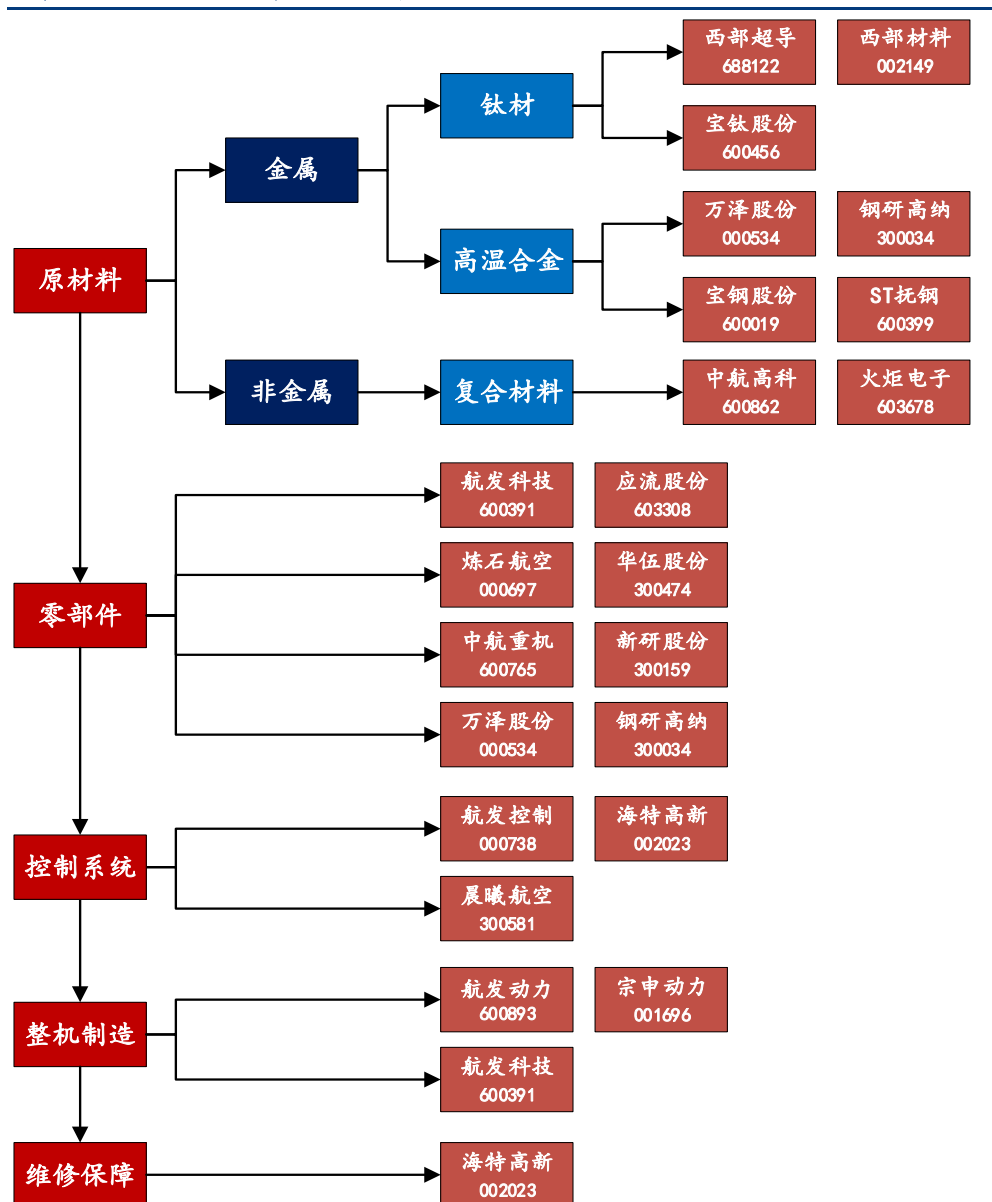 西部超导
688122
西部材料
002149
钛材
宝钛股份
600456
金属
万泽股份
000534
钢研高纳
300034
高温合金
原材料
宝钢股份
600019
ST抚钢
600399
非金属
复合材料
中航高科
600862
火炬电子
603678
航发科技
600391
应流股份
603308
炼石航空
000697
华伍股份
300474
零部件
中航重机
600765
新研股份
300159
万泽股份
000534
钢研高纳
300034
航发控制
000738
海特高新
002023
控制系统
晨曦航空
300581
航发动力
600893
宗申动力
001696
整机制造
航发科技
600391
维修保障
海特高新
002023